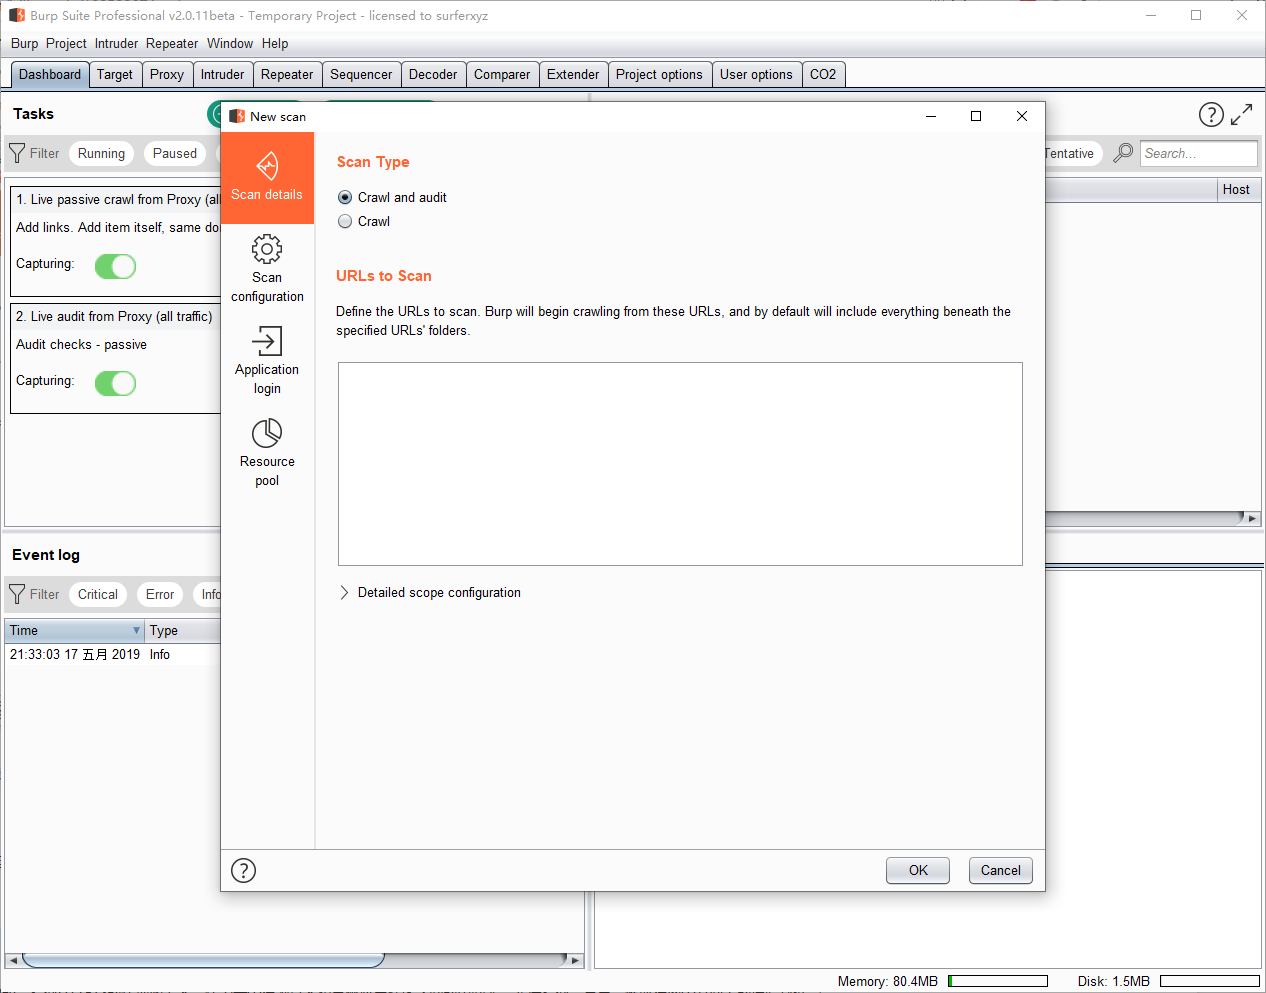 Burp Suite Professional v2.0.11beta - Temporary Project - licensed to surferxyz
Burp Project Intruder Repeater Window Help
Dashboard Target Proxy Intruder Repeater Sequencer Decoder Comparer Extender Project options User options CO2
Tasks
Filter Running Paused
1. Live passive crawl from Proxy (all
Add links. Add item itself, same
Capturing:
2. Live audit from Proxy (all traffic)
Audit checks - passive
Capturing:
Event log
Filter Critical Error Info
Time Type
21:33:03 17 五月 2019 Info
New scan
Scan details
Scan
configuration
Application
login
Resource
pool
Scan Type
Crawl and audit
Crawl
URLs to Scan
Define the URLs to scan. Burp will begin crawling from these URLs, and by default will include everything beneath the
specified URLs' folders.
Detailed scope configuration
OK Cancel
Tentative Search...
Host
Memory: 80.4MB Disk: 1.5MB